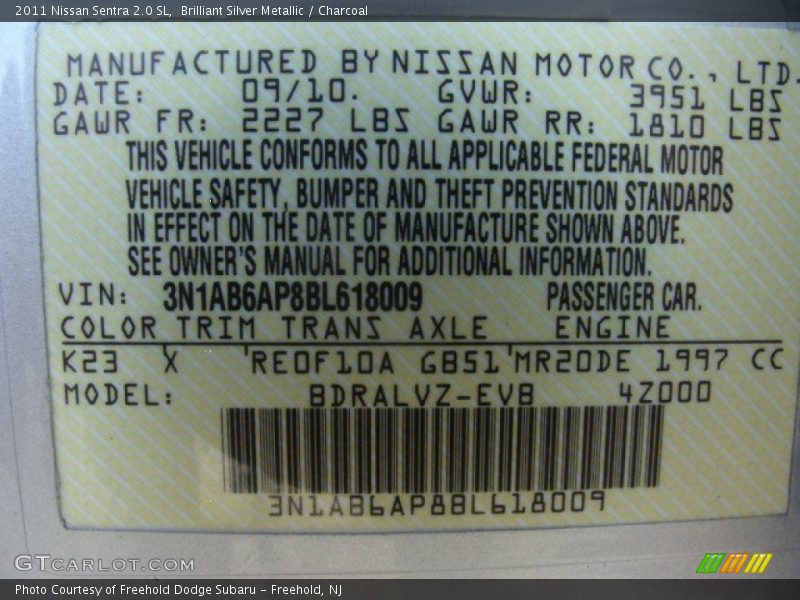 2011 Nissan Sentra 2.0 SL, Brilliant Silver Metallic / Charcoal
MANUFACTURED BY NISSAN MOTOR CO., LTD.
DATE: 09/10. GVWR: 3951 LBS
GAWR FR: 2227 LBS GAWR RR: 1810 LBS
THIS VEHICLE CONFORMS TO ALL APPLICABLE FEDERAL MOTOR
VEHICLE SAFETY, BUMPER AND THEFT PREVENTION STANDARDS
IN EFFECT ON THE DATE OF MANUFACTURE SHOWN ABOVE.
SEE OWNER'S MANUAL FOR ADDITIONAL INFORMATION.
VIN: 3N1AB6AP8BL618009 PASSENGER CAR.
COLOR TRIM TRANS AXLE ENGINE
K23 X RE0F10A GB51 MR20DE 1997 CC
MODEL: BDRALVZ-EVB 4Z000
3N1AB6AP8BL618009
GTCARLOT.COM
Photo Courtesy of Freehold Dodge Subaru - Freehold, NJ